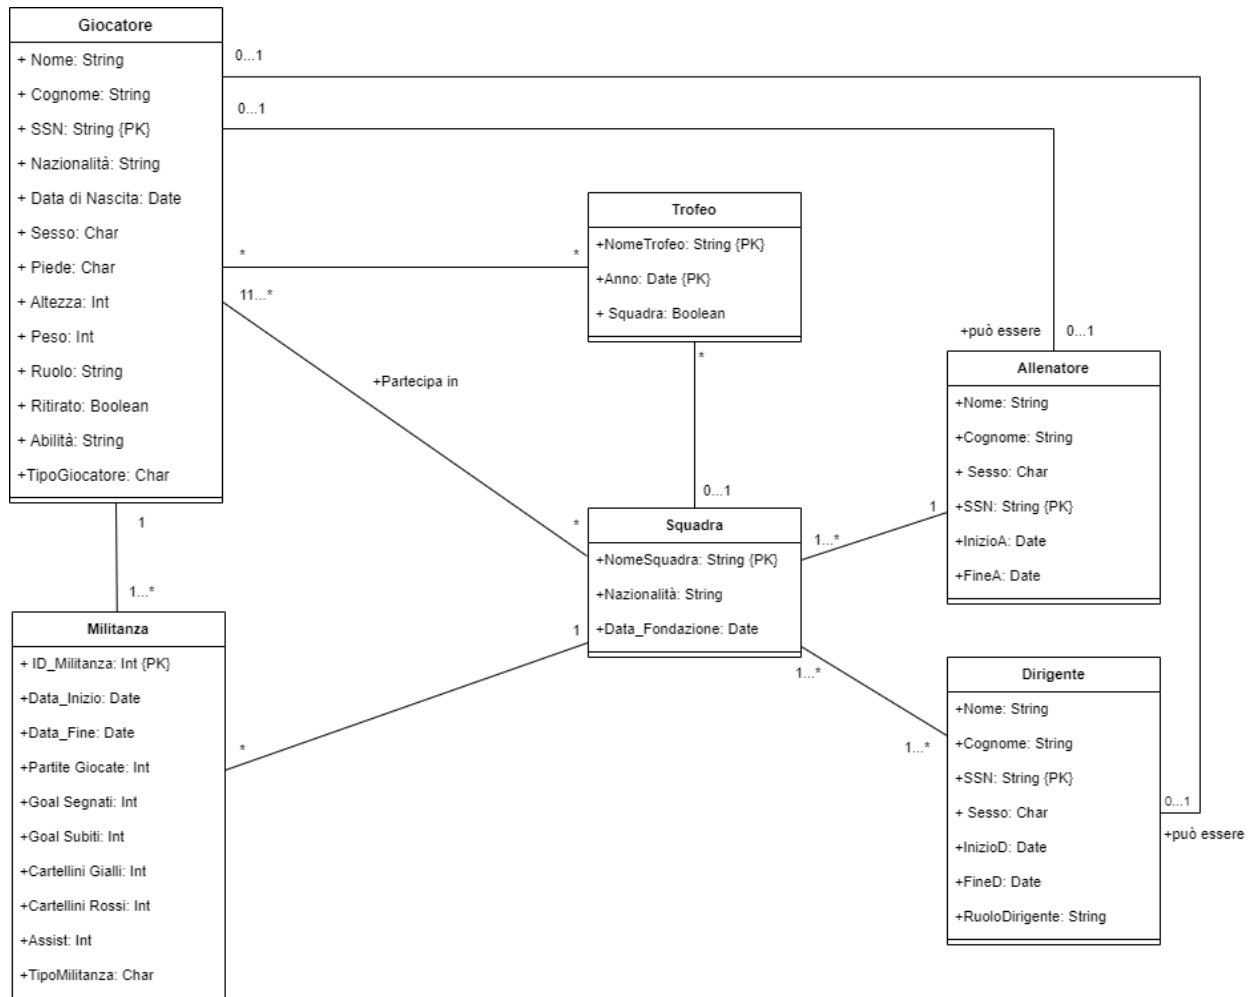 Giocatore
+ Nome: String
+ Cognome: String
+ SSN: String {PK}
+ Nazionalità: String
+ Data di Nascita: Date
+ Sesso: Char
+ Piede: Char
+ Altezza: Int
+ Peso: Int
+ Ruolo: String
+ Ritirato: Boolean
+ Abilità: String
+TipoGiocatore: Char
0...1
0...1
*
*
11...*
+Partecipa in
1
1...*
Trofeo
+NomeTrofeo: String {PK}
+Anno: Date {PK}
+ Squadra: Boolean
*
0...1
+può essere
0...1
Allenatore
+Nome: String
+Cognome: String
+ Sesso: Char
+SSN: String {PK}
+InizioA: Date
+FineA: Date
*
Squadra
+NomeSquadra: String {PK}
+Nazionalità: String
+Data_Fondazione: Date
1...*
1
1
*
1...*
1...*
Militanza
+ ID_Militanza: Int {PK}
+Data_Inizio: Date
+Data_Fine: Date
+Partite Giocate: Int
+Goal Segnati: Int
+Goal Subiti: Int
+Cartellini Gialli: Int
+Cartellini Rossi: Int
+Assist: Int
+TipoMilitanza: Char
Dirigente
+Nome: String
+Cognome: String
+SSN: String {PK}
+ Sesso: Char
+InizioD: Date
+FineD: Date
+RuoloDirigente: String
0...1
+può essere